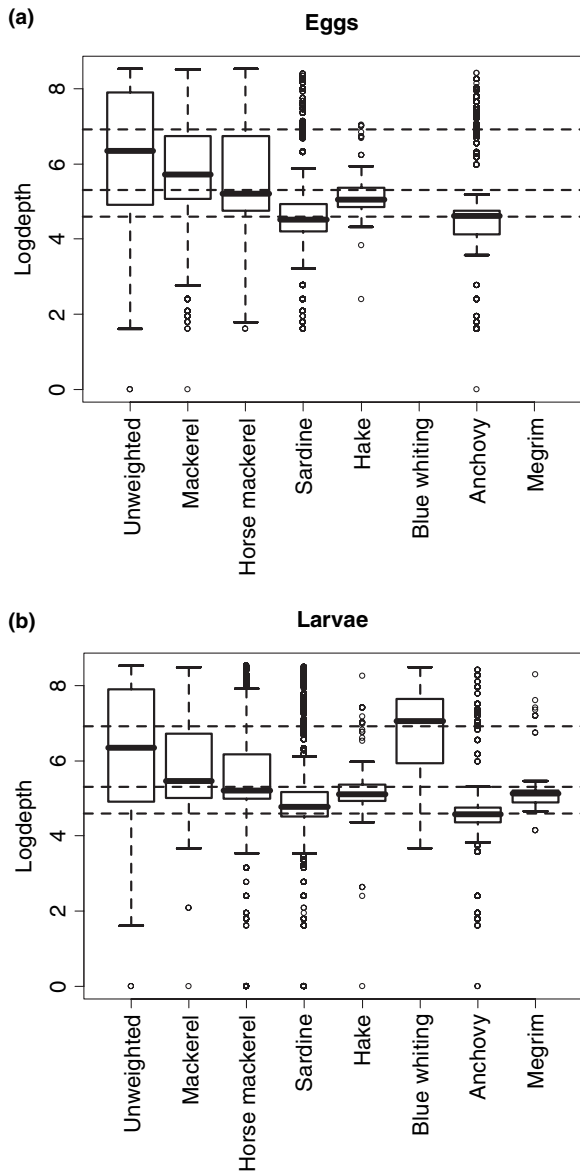 (a)
Eggs
Logdepth
8
6
4
2
0
Unweighted
Mackerel
Horse mackerel
Sardine
Hake
Blue whiting
Anchovy
Megrim
(b)
Larvae
Logdepth
8
6
4
2
0
Unweighted
Mackerel
Horse mackerel
Sardine
Hake
Blue whiting
Anchovy
Megrim